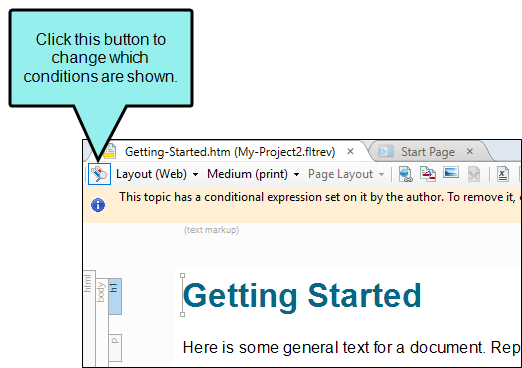 Click this button to
change which
conditions are shown.
Getting-Started.htm (My-Project2.fltrev)
Start Page
Layout (Web)
Medium (print)
Page Layout
This topic has a conditional expression set on it by the author. To remove it,
(text markup)
html
body
h1
Getting Started
p
Here is some general text for a document. Rep